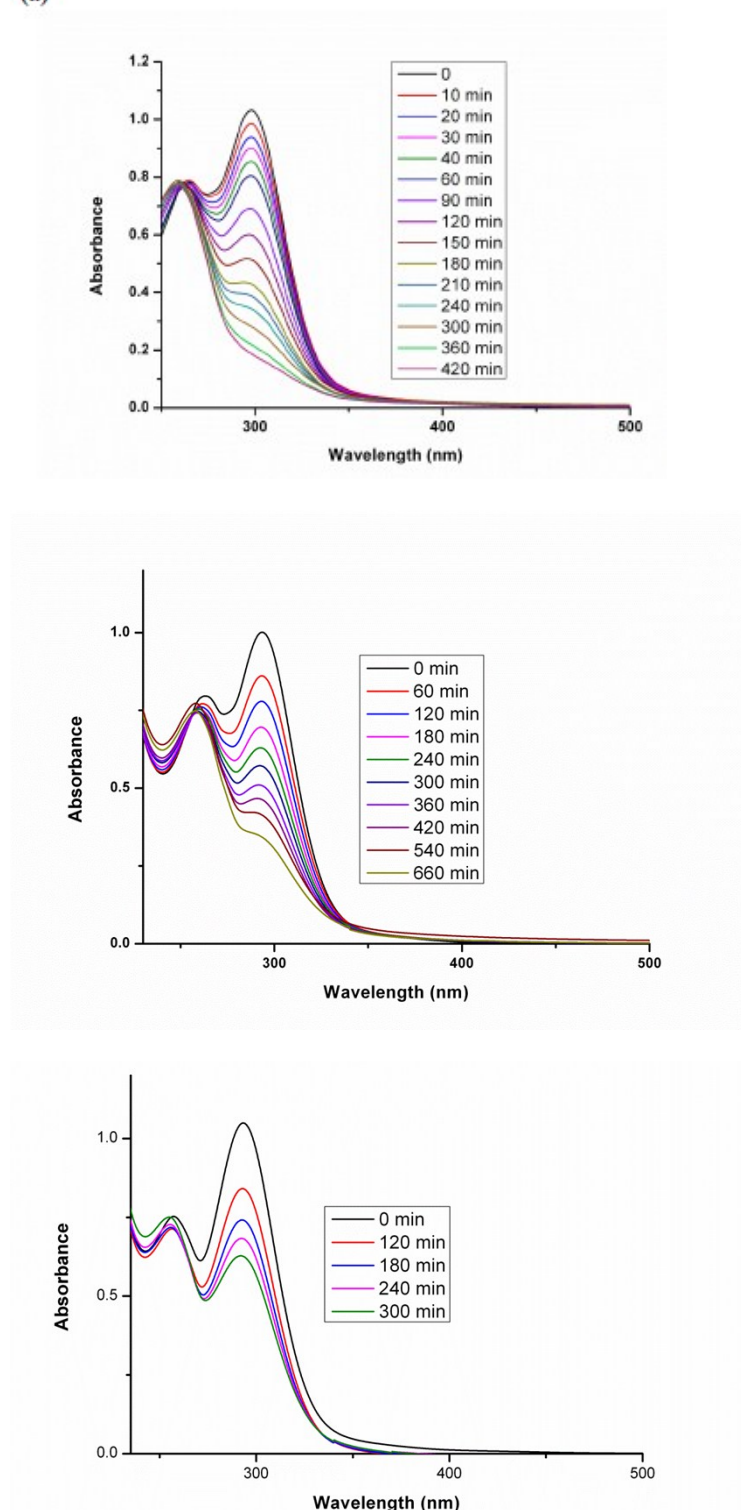 (a)
1.2
1.0
0.8
0.6
0.4
0.2
0.0
Absorbance
0
10 min
20 min
30 min
40 min
60 min
90 min
120 min
150 min
180 min
210 min
240 min
300 min
360 min
420 min
300
400
500
Wavelength (nm)
1.0
0.5
0.0
Absorbance
0 min
60 min
120 min
180 min
240 min
300 min
360 min
420 min
540 min
660 min
300
400
500
Wavelength (nm)
1.0
0.5
0.0
Absorbance
0 min
120 min
180 min
240 min
300 min
300
400
500
Wavelength (nm)